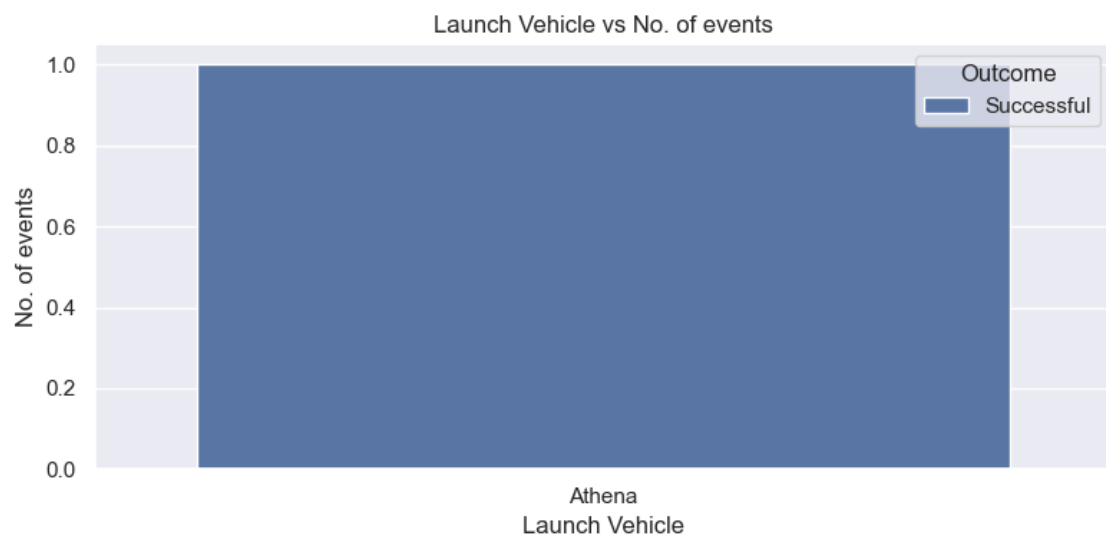 Launch Vehicle vs No. of events
Outcome
Successful
No. of events
1.0
0.8
0.6
0.4
0.2
0.0
Athena
Launch Vehicle